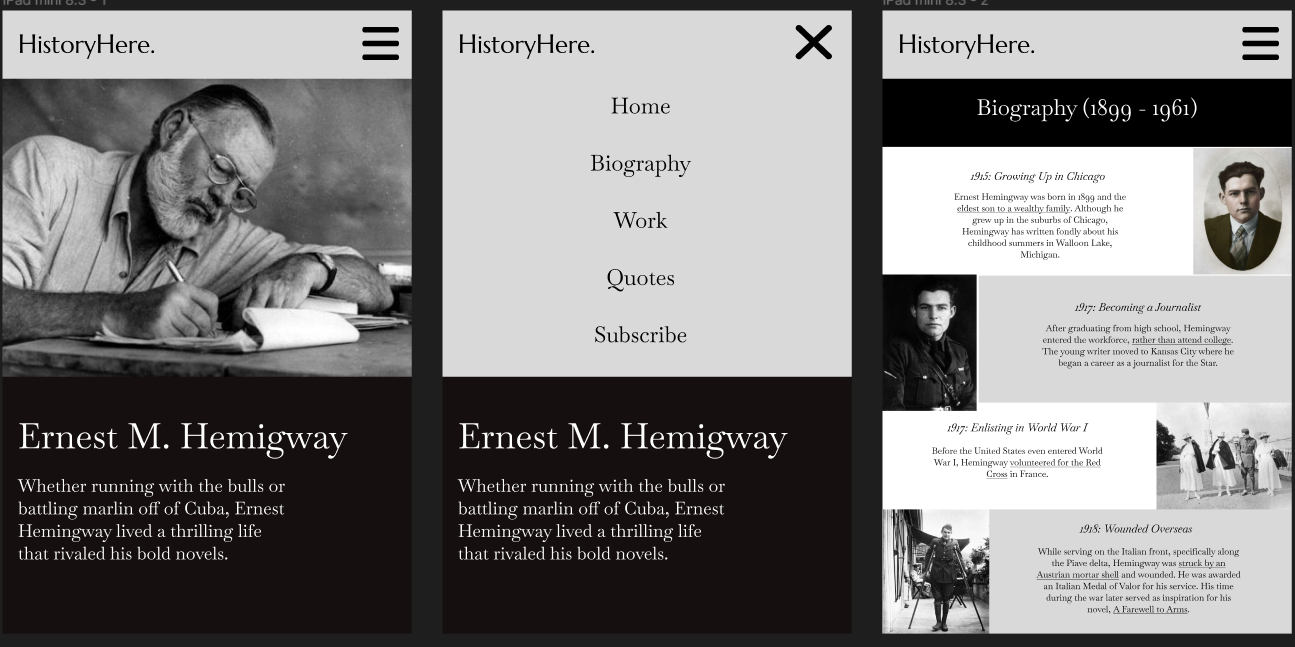 iPad mini 8.3 - 1
HistoryHere.
Ernest M. Hemigway
Whether running with the bulls or
battling marlin off of Cuba, Ernest
Hemingway lived a thrilling life
that rivaled his bold novels.
HistoryHere.
Home
Biography
Work
Quotes
Subscribe
Ernest M. Hemigway
Whether running with the bulls or
battling marlin off of Cuba, Ernest
Hemingway lived a thrilling life
that rivaled his bold novels.
iPad mini 8.3 - 2
HistoryHere.
Biography (1899 - 1961)
1915: Growing Up in Chicago
Ernest Hemingway was born in 1899 and the
eldest son to a wealthy family. Although he
grew up in the suburbs of Chicago,
Hemingway has written fondly about his
childhood summers in Walloon Lake,
Michigan.
1917: Becoming a Journalist
After graduating from high school, Hemingway
entered the workforce, rather than attend college.
The young writer moved to Kansas City where he
began a career as a journalist for the Star.
1917: Enlisting in World War I
Before the United States even entered World
War I, Hemingway volunteered for the Red
Cross in France.
1918: Wounded Overseas
While serving on the Italian front, specifically along
the Piave delta, Hemingway was struck by an
Austrian mortar shell and wounded. He was awarded
an Italian Medal of Valor for his service. His time
during the war later served as inspiration for his
novel, A Farewell to Arms.